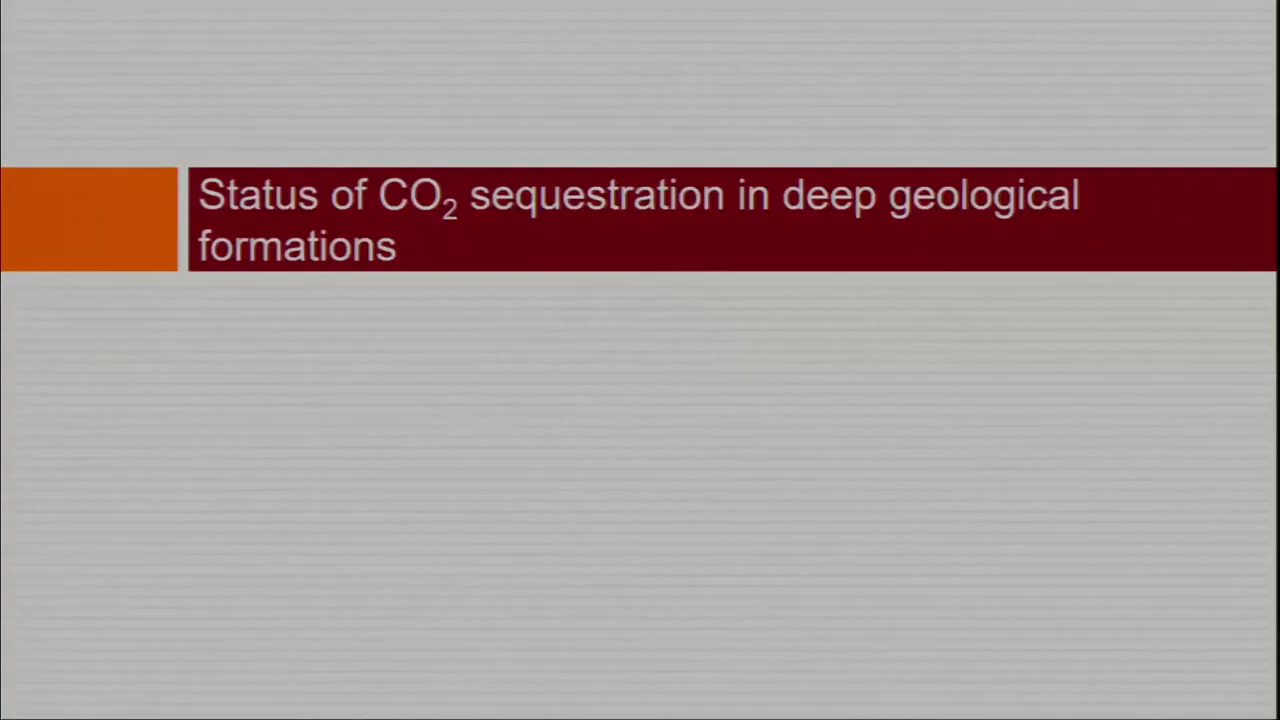 Status of CO₂ sequestration in deep geological
formations